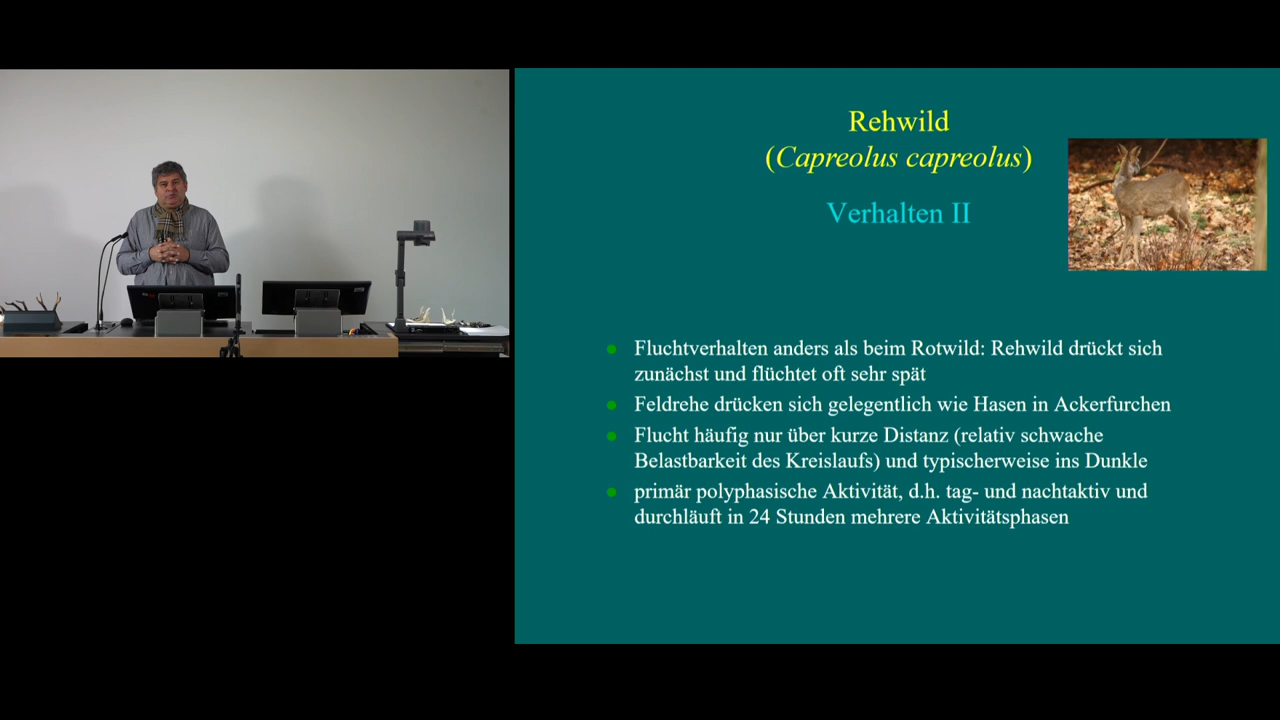 Rehwild
(Capreolus capreolus)
Verhalten II
Fluchtverhalten anders als beim Rotwild: Rehwild drückt sich
zunächst und flüchtet oft sehr spät
Feldrehe drücken sich gelegentlich wie Hasen in Ackerfurchen
Flucht häufig nur über kurze Distanz (relativ schwache
Belastbarkeit des Kreislaufs) und typischerweise ins Dunkle
primär polyphasische Aktivität, d.h. tag- und nachtaktiv und
durchläuft in 24 Stunden mehrere Aktivitätsphasen